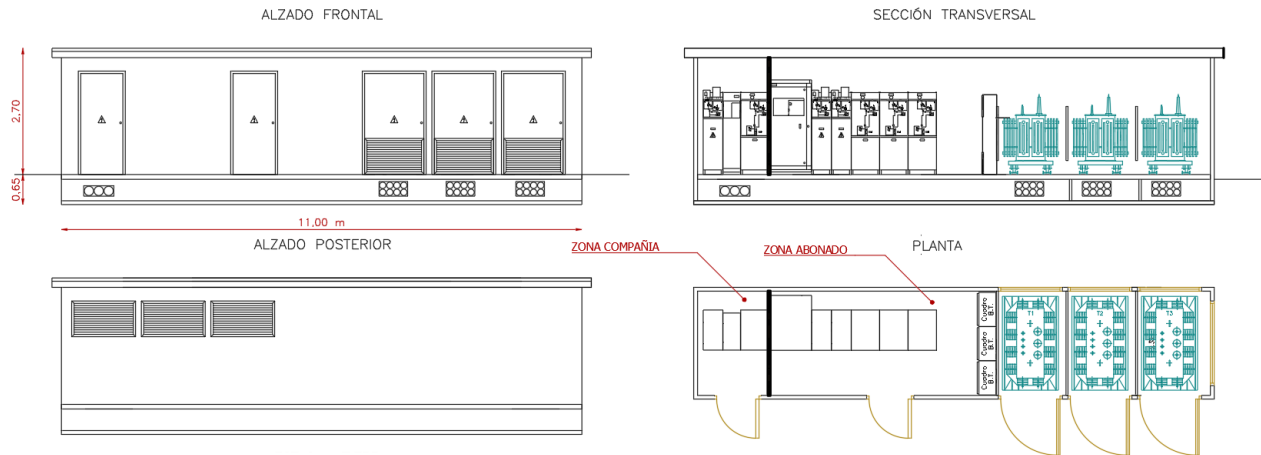 ALZADO FRONTAL
SECCIÓN TRANSVERSAL
2,70
0,65
11,00 m
ALZADO POSTERIOR
ZONA COMPAÑIA
ZONA ABONADO
PLANTA
Cuadro
B.T.
Cuadro
B.T.
Cuadro
B.T.
T1
T2
T3